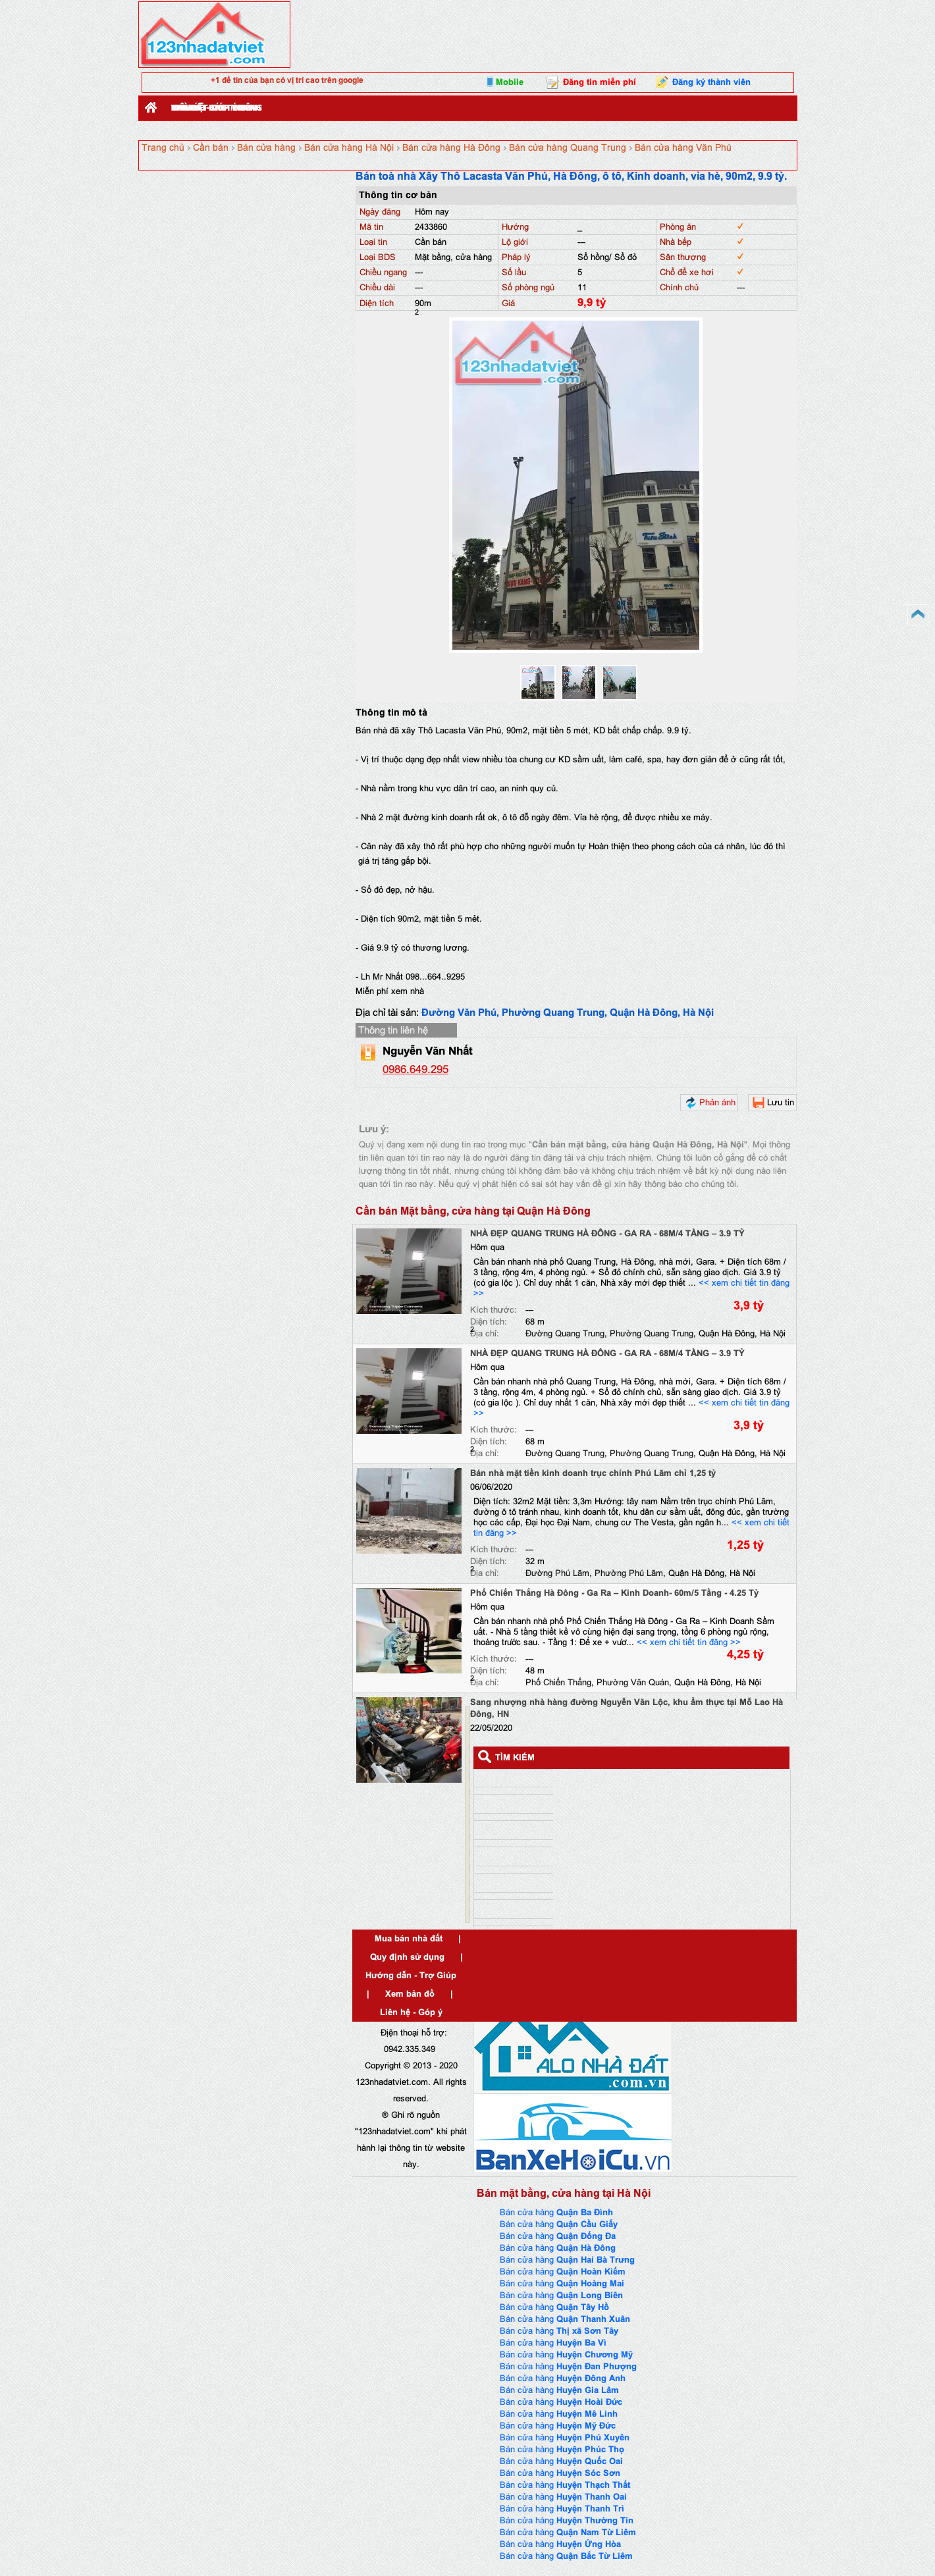 123nhadatviet
.com
+1 để tin của bạn có vị trí cao trên google
Mobile
Đăng tin miễn phí
Đăng ký thành viên
Trang chủ › Cần bán › Bán cửa hàng › Bán cửa hàng Hà Nội › Bán cửa hàng Hà Đông › Bán cửa hàng Quang Trung › Bán cửa hàng Văn Phú
Bán toà nhà Xây Thô Lacasta Văn Phú, Hà Đông, ô tô, Kinh doanh, vỉa hè, 90m2, 9.9 tỷ.
Thông tin cơ bản
Ngày đăng Hôm nay
Mã tin 2433860 Hướng _ Phòng ăn ✓
Loại tin Cần bán Lộ giới --- Nhà bếp ✓
Loại BDS Mặt bằng, cửa hàng Pháp lý Sổ hồng/ Sổ đỏ Sân thượng ✓
Chiều ngang --- Số lầu 5 Chổ để xe hơi ✓
Chiều dài --- Số phòng ngủ 11 Chính chủ ---
Diện tích 90m2 Giá 9,9 tỷ
123nhadatviet
.com
Thông tin mô tả
Bán nhà đã xây Thô Lacasta Văn Phú, 90m2, mặt tiền 5 mét, KD bất chấp chấp. 9.9 tỷ.
- Vị trí thuộc dạng đẹp nhất view nhiều tòa chung cư KD sầm uất, làm café, spa, hay đơn giản để ở cũng rất tốt,
- Nhà nằm trong khu vực dân trí cao, an ninh quy củ.
- Nhà 2 mặt đường kinh doanh rất ok, ô tô đỗ ngày đêm. Vỉa hè rộng, để được nhiều xe máy.
- Căn này đã xây thô rất phù hợp cho những người muốn tự Hoàn thiện theo phong cách của cá nhân, lúc đó thì
giá trị tăng gấp bội.
- Sổ đỏ đẹp, nở hậu.
- Diện tích 90m2, mặt tiền 5 mét.
- Giá 9.9 tỷ có thương lương.
- Lh Mr Nhất 098...664..9295
Miễn phí xem nhà
Địa chỉ tài sản: Đường Văn Phú, Phường Quang Trung, Quận Hà Đông, Hà Nội
Thông tin liên hệ
Nguyễn Văn Nhất
0986.649.295
Phản ánh
Lưu tin
Lưu ý:
Quý vị đang xem nội dung tin rao trong mục "Cần bán mặt bằng, cửa hàng Quận Hà Đông, Hà Nội". Mọi thông
tin liên quan tới tin rao này là do người đăng tin đăng tải và chịu trách nhiệm. Chúng tôi luôn cố gắng để có chất
lượng thông tin tốt nhất, nhưng chúng tôi không đảm bảo và không chịu trách nhiệm về bất kỳ nội dung nào liên
quan tới tin rao này. Nếu quý vị phát hiện có sai sót hay vấn đề gì xin hãy thông báo cho chúng tôi.
Cần bán Mặt bằng, cửa hàng tại Quận Hà Đông
NHÀ ĐẸP QUANG TRUNG HÀ ĐÔNG - GA RA - 68M/4 TẦNG – 3.9 TỶ
Hôm qua
Cần bán nhanh nhà phố Quang Trung, Hà Đông, nhà mới, Gara. + Diện tích 68m /
3 tầng, rộng 4m, 4 phòng ngủ. + Sổ đỏ chính chủ, sẵn sàng giao dịch. Giá 3.9 tỷ
(có gia lộc ). Chỉ duy nhất 1 căn, Nhà xây mới đẹp thiết ... << xem chi tiết tin đăng
>>
3,9 tỷ
Kích thước: ---
Diện tích: 68 m2
Địa chỉ: Đường Quang Trung, Phường Quang Trung, Quận Hà Đông, Hà Nội
NHÀ ĐẸP QUANG TRUNG HÀ ĐÔNG - GA RA - 68M/4 TẦNG – 3.9 TỶ
Hôm qua
Cần bán nhanh nhà phố Quang Trung, Hà Đông, nhà mới, Gara. + Diện tích 68m /
3 tầng, rộng 4m, 4 phòng ngủ. + Sổ đỏ chính chủ, sẵn sàng giao dịch. Giá 3.9 tỷ
(có gia lộc ). Chỉ duy nhất 1 căn, Nhà xây mới đẹp thiết ... << xem chi tiết tin đăng
>>
3,9 tỷ
Kích thước: ---
Diện tích: 68 m2
Địa chỉ: Đường Quang Trung, Phường Quang Trung, Quận Hà Đông, Hà Nội
Bán nhà mặt tiền kinh doanh trục chính Phú Lãm chỉ 1,25 tỷ
06/06/2020
Diện tích: 32m2 Mặt tiền: 3,3m Hướng: tây nam Nằm trên trục chính Phú Lãm,
đường ô tô tránh nhau, kinh doanh tốt, khu dân cư sầm uất, đông đúc, gần trường
học các cấp, Đại học Đại Nam, chung cư The Vesta, gần ngân h... << xem chi tiết
tin đăng >>
1,25 tỷ
Kích thước: ---
Diện tích: 32 m2
Địa chỉ: Đường Phú Lãm, Phường Phú Lãm, Quận Hà Đông, Hà Nội
Phố Chiến Thắng Hà Đông - Ga Ra – Kinh Doanh- 60m/5 Tầng - 4.25 Tỷ
Hôm qua
Cần bán nhanh nhà phố Phố Chiến Thắng Hà Đông - Ga Ra – Kinh Doanh Sầm
uất. - Nhà 5 tầng thiết kế vô cùng hiện đại sang trọng, tổng 6 phòng ngủ rộng,
thoáng trước sau. - Tầng 1: Để xe + vươ... << xem chi tiết tin đăng >>
4,25 tỷ
Kích thước: ---
Diện tích: 48 m2
Địa chỉ: Phố Chiến Thắng, Phường Văn Quán, Quận Hà Đông, Hà Nội
Sang nhượng nhà hàng đường Nguyễn Văn Lộc, khu ẩm thực tại Mỗ Lao Hà
Đông, HN
22/05/2020
TÌM KIẾM
Mua bán nhà đất |
Quy định sử dụng |
Hướng dẫn - Trợ Giúp
| Xem bản đồ |
Liên hệ - Góp ý
Điện thoại hỗ trợ:
0942.335.349
Copyright © 2013 - 2020
123nhadatviet.com. All rights
reserved.
® Ghi rõ nguồn
"123nhadatviet.com" khi phát
hành lại thông tin từ website
này.
ALO NHÀ ĐẤT
.com.vn
BanXeHoiCu.vn
Bán mặt bằng, cửa hàng tại Hà Nội
Bán cửa hàng Quận Ba Đình
Bán cửa hàng Quận Cầu Giấy
Bán cửa hàng Quận Đống Đa
Bán cửa hàng Quận Hà Đông
Bán cửa hàng Quận Hai Bà Trưng
Bán cửa hàng Quận Hoàn Kiếm
Bán cửa hàng Quận Hoàng Mai
Bán cửa hàng Quận Long Biên
Bán cửa hàng Quận Tây Hồ
Bán cửa hàng Quận Thanh Xuân
Bán cửa hàng Thị xã Sơn Tây
Bán cửa hàng Huyện Ba Vì
Bán cửa hàng Huyện Chương Mỹ
Bán cửa hàng Huyện Đan Phượng
Bán cửa hàng Huyện Đông Anh
Bán cửa hàng Huyện Gia Lâm
Bán cửa hàng Huyện Hoài Đức
Bán cửa hàng Huyện Mê Linh
Bán cửa hàng Huyện Mỹ Đức
Bán cửa hàng Huyện Phú Xuyên
Bán cửa hàng Huyện Phúc Thọ
Bán cửa hàng Huyện Quốc Oai
Bán cửa hàng Huyện Sóc Sơn
Bán cửa hàng Huyện Thạch Thất
Bán cửa hàng Huyện Thanh Oai
Bán cửa hàng Huyện Thanh Trì
Bán cửa hàng Huyện Thường Tín
Bán cửa hàng Quận Nam Từ Liêm
Bán cửa hàng Huyện Ứng Hòa
Bán cửa hàng Quận Bắc Từ Liêm